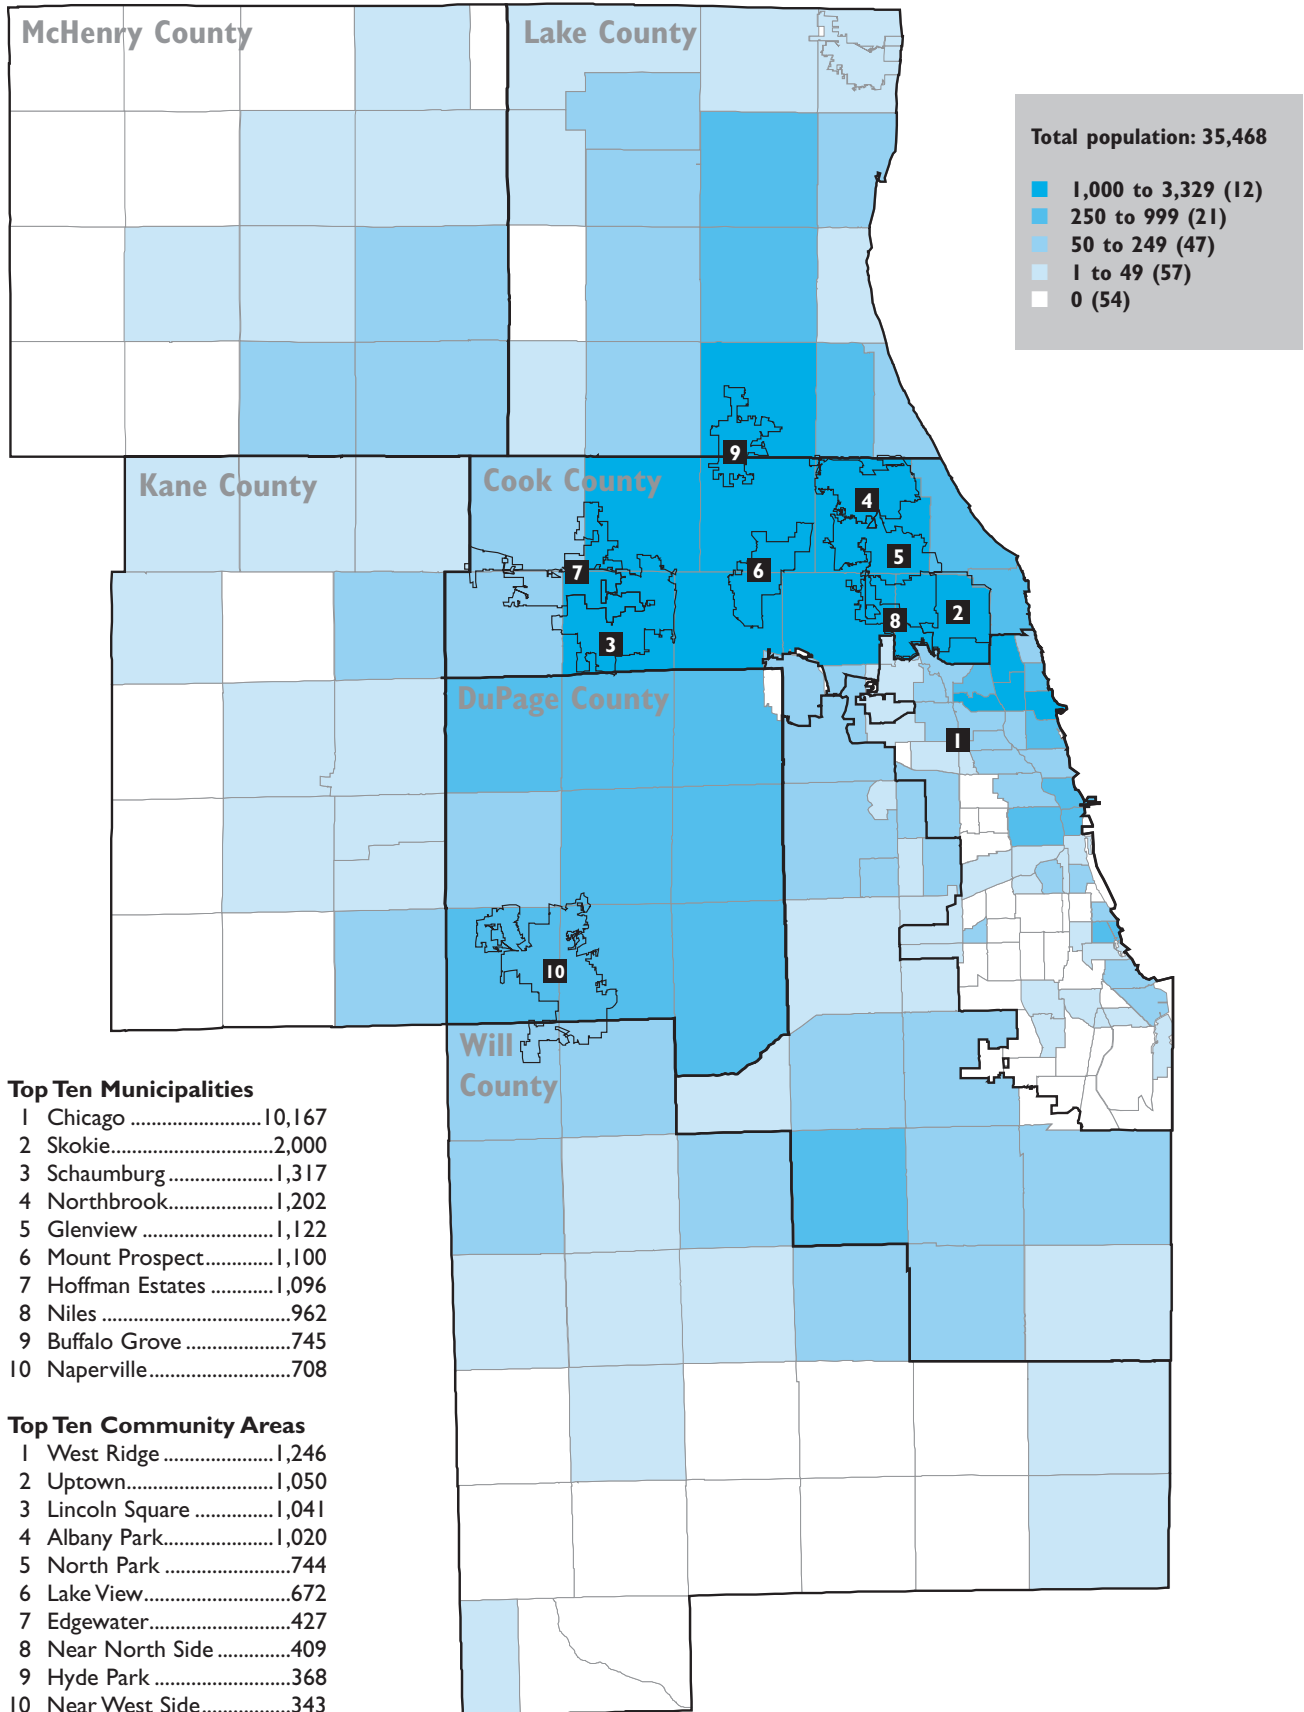 McHenry County
Lake County
Total population: 35,468
1,000 to 3,329 (12)
250 to 999 (21)
50 to 249 (47)
1 to 49 (57)
0 (54)
9
Kane County
Cook County
4
5
7
6
2
8
3
DuPage County
1
10
Will
County
Top Ten Municipalities
1 Chicago ..........................10,167
2 Skokie................................2,000
3 Schaumburg .....................1,317
4 Northbrook.....................1,202
5 Glenview ..........................1,122
6 Mount Prospect.............1,100
7 Hoffman Estates ............1,096
8 Niles .....................................962
9 Buffalo Grove .....................745
10 Naperville............................708
Top Ten Community Areas
1 West Ridge ......................1,246
2 Uptown.............................1,050
3 Lincoln Square ...............1,041
4 Albany Park......................1,020
5 North Park .........................744
6 Lake View.............................672
7 Edgewater............................427
8 Near North Side ..............409
9 Hyde Park ...........................368
10 Near West Side..................343